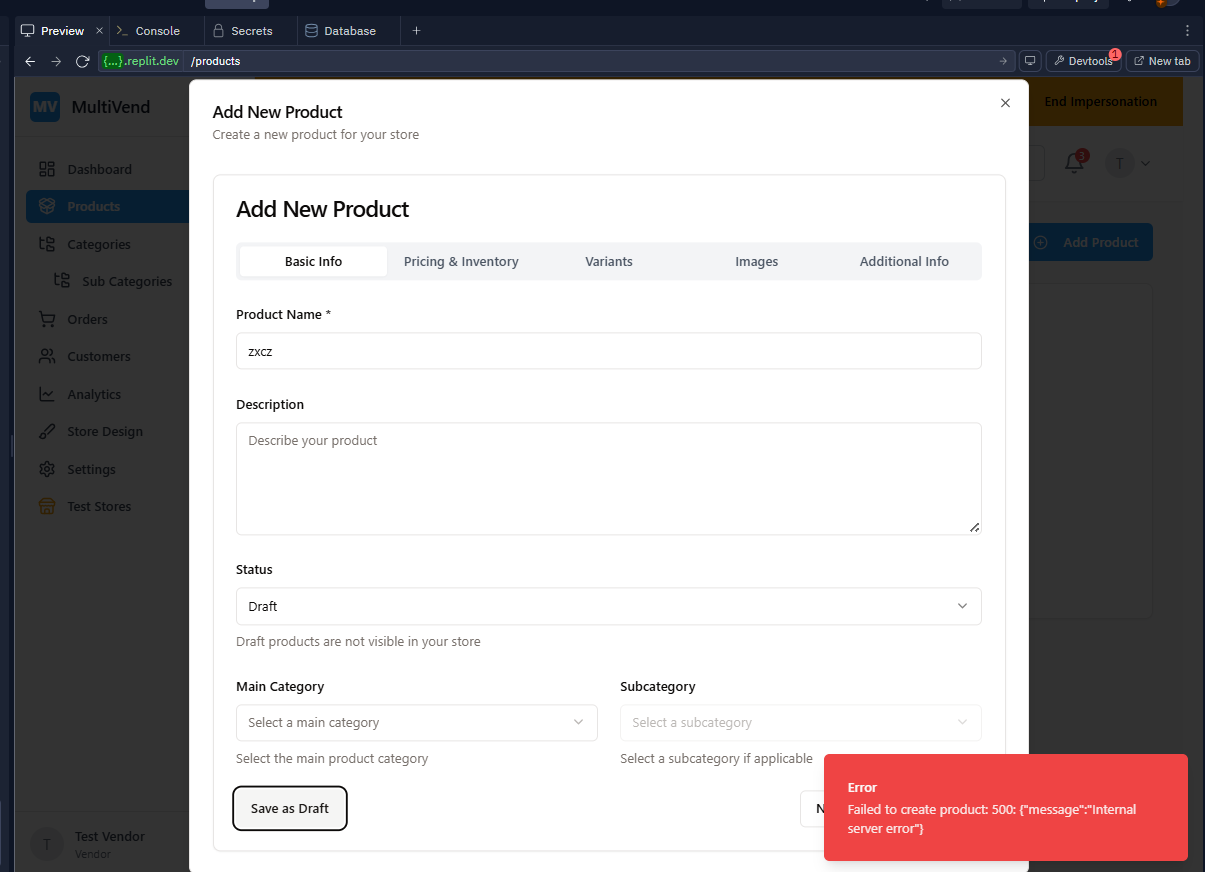 Preview
Console
Secrets
Database
{...}.replit.dev /products
Devtools 1
New tab
MV MultiVend
End Impersonation
Dashboard
Products
Categories
Sub Categories
Orders
Customers
Analytics
Store Design
Settings
Test Stores
T
Test Vendor
Vendor
3
T
Add Product
Add New Product
Create a new product for your store
Add New Product
Basic Info Pricing & Inventory Variants Images Additional Info
Product Name *
zxcz
Description
Describe your product
Status
Draft
Draft products are not visible in your store
Main Category Subcategory
Select a main category Select a subcategory
Select the main product category Select a subcategory if applicable
Save as Draft
N
Error
Failed to create product: 500: {"message":"Internal
server error"}